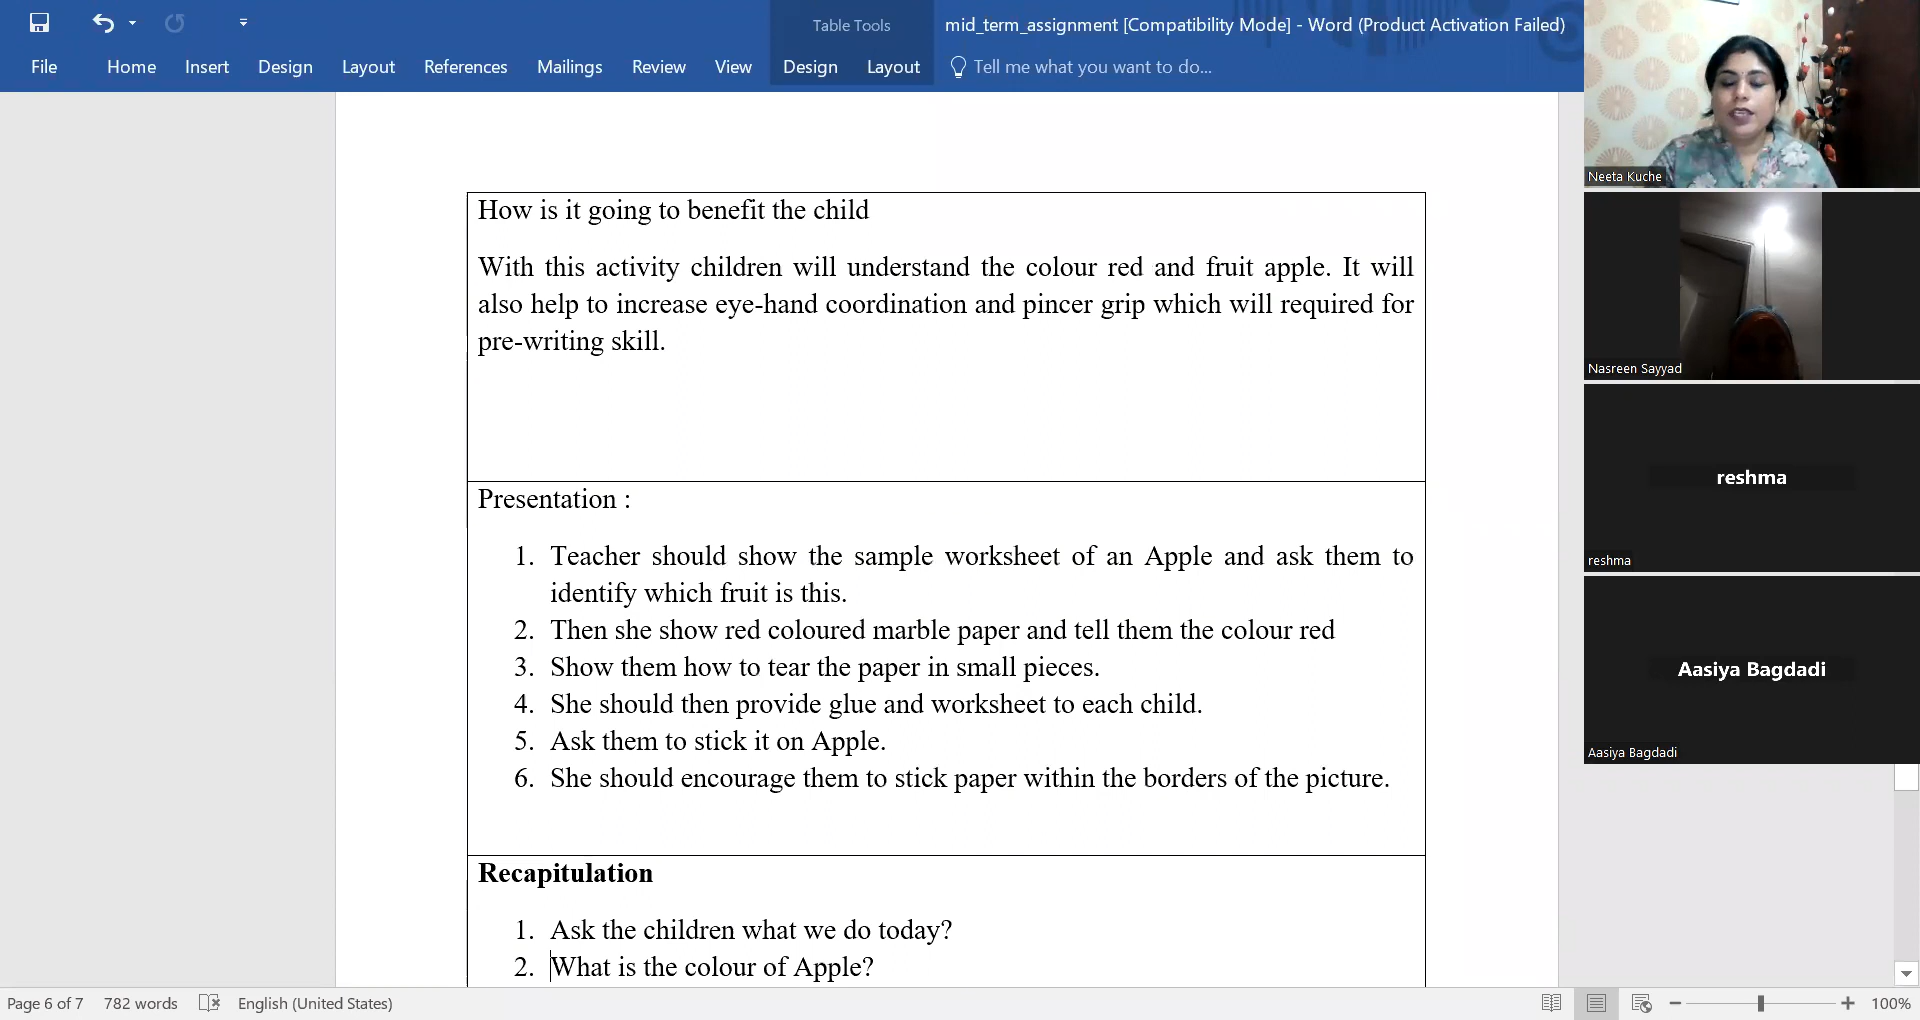 Table Tools
mid_term_assignment [Compatibility Mode] - Word (Product Activation Failed)
File Home Insert Design Layout References Mailings Review View Design Layout Tell me what you want to do...
How is it going to benefit the child
With this activity children will understand the colour red and fruit apple. It will
also help to increase eye-hand coordination and pincer grip which will required for
pre-writing skill.
Presentation :
1. Teacher should show the sample worksheet of an Apple and ask them to
identify which fruit is this.
2. Then she show red coloured marble paper and tell them the colour red
3. Show them how to tear the paper in small pieces.
4. She should then provide glue and worksheet to each child.
5. Ask them to stick it on Apple.
6. She should encourage them to stick paper within the borders of the picture.
Recapitulation
1. Ask the children what we do today?
2. What is the colour of Apple?
Page 6 of 7 782 words English (United States) 100%
Neeta Kuche
Nasreen Sayyad
reshma
reshma
Aasiya Bagdadi
Aasiya Bagdadi